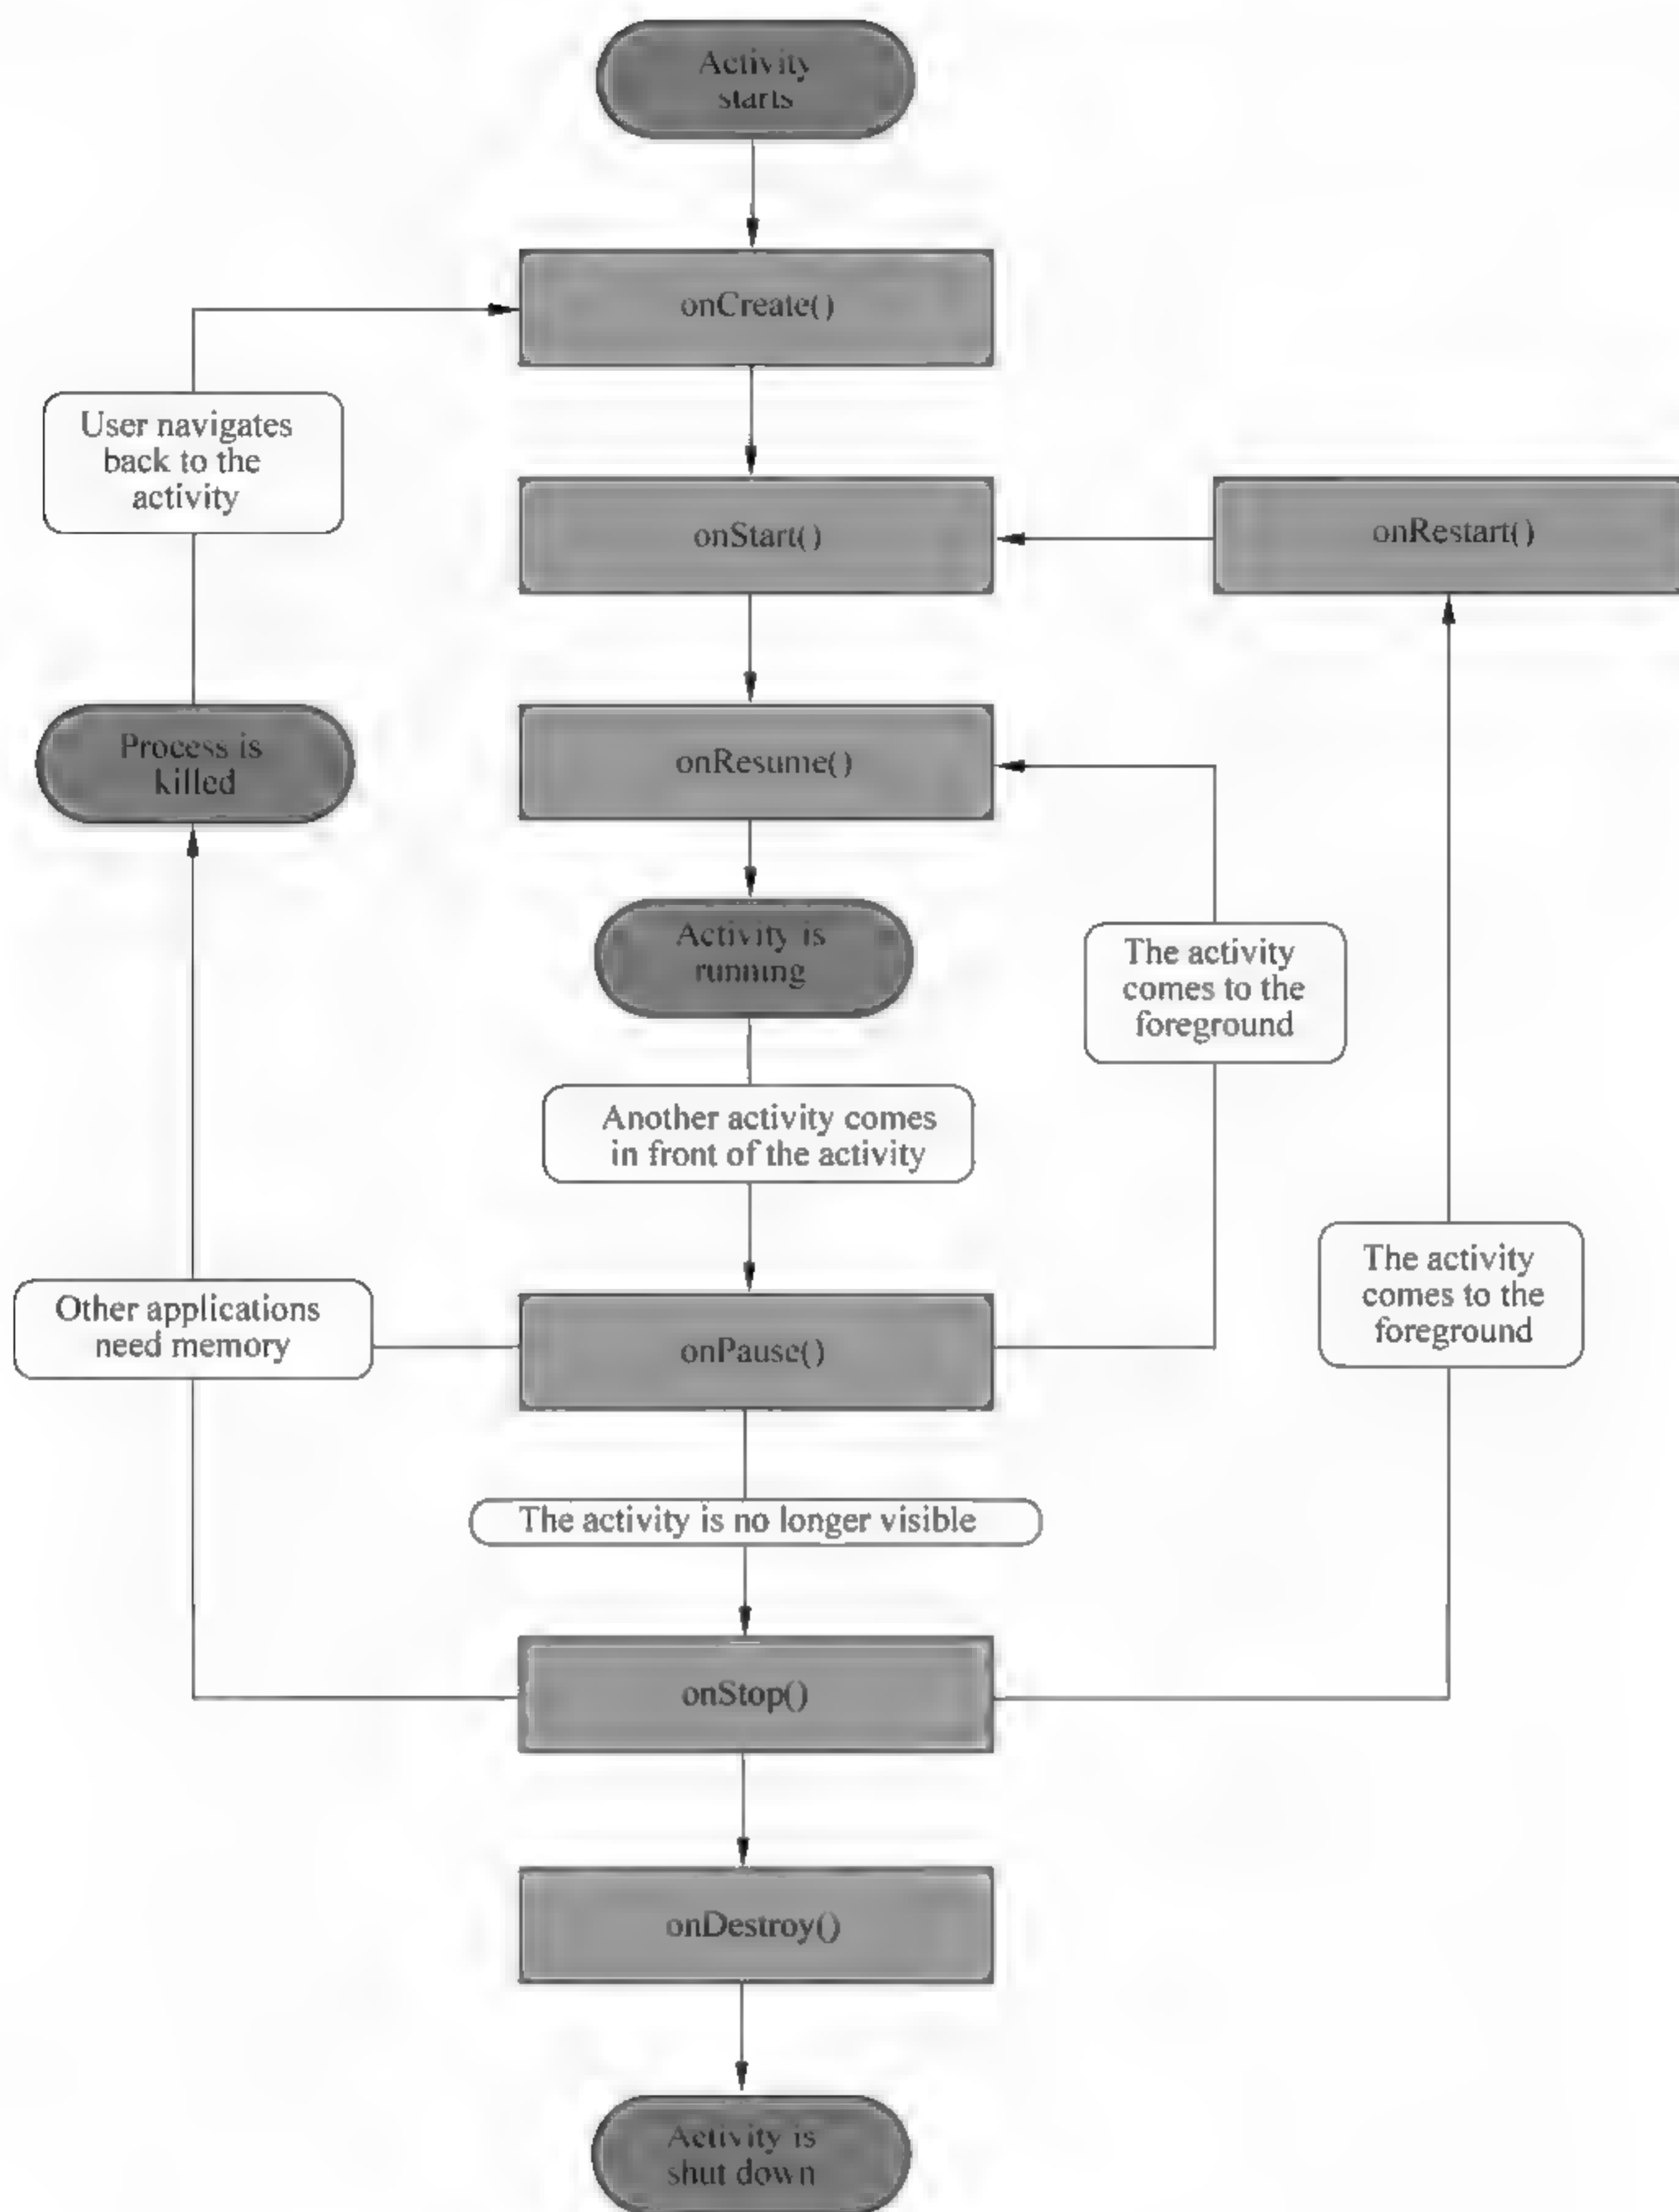 Activity
starts
onCreate()
User navigates
back to the
activity
onStart()
onRestart()
Process is
killed
onResume()
Activity is
running
The activity
comes to the
foreground
Another activity comes
in front of the activity
The activity
comes to the
foreground
Other applications
need memory
onPause()
The activity is no longer visible
onStop()
onDestroy()
Activity is
shut down